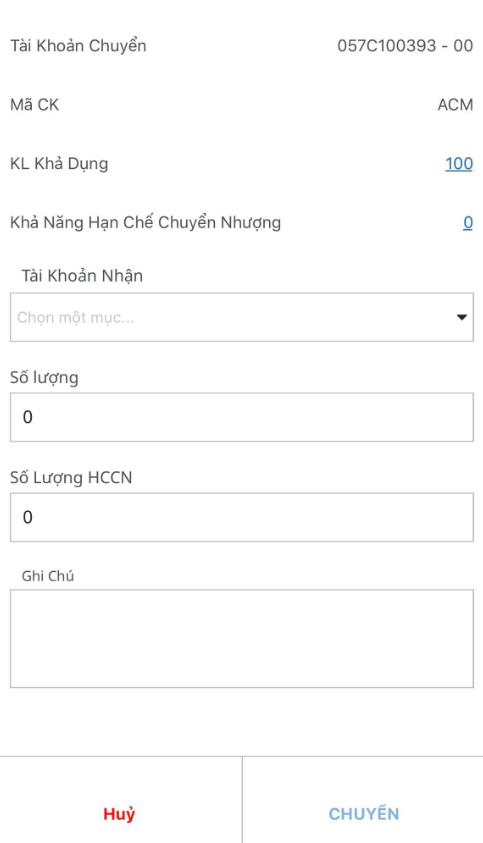 Tài Khoản Chuyển 057C100393 - 00
Mã CK ACM
KL Khả Dụng 100
Khả Năng Hạn Chế Chuyển Nhượng 0
Tài Khoản Nhận
Chọn một mục...
Số lượng
0
Số Lượng HCCN
0
Ghi Chú
Huỷ CHUYỂN